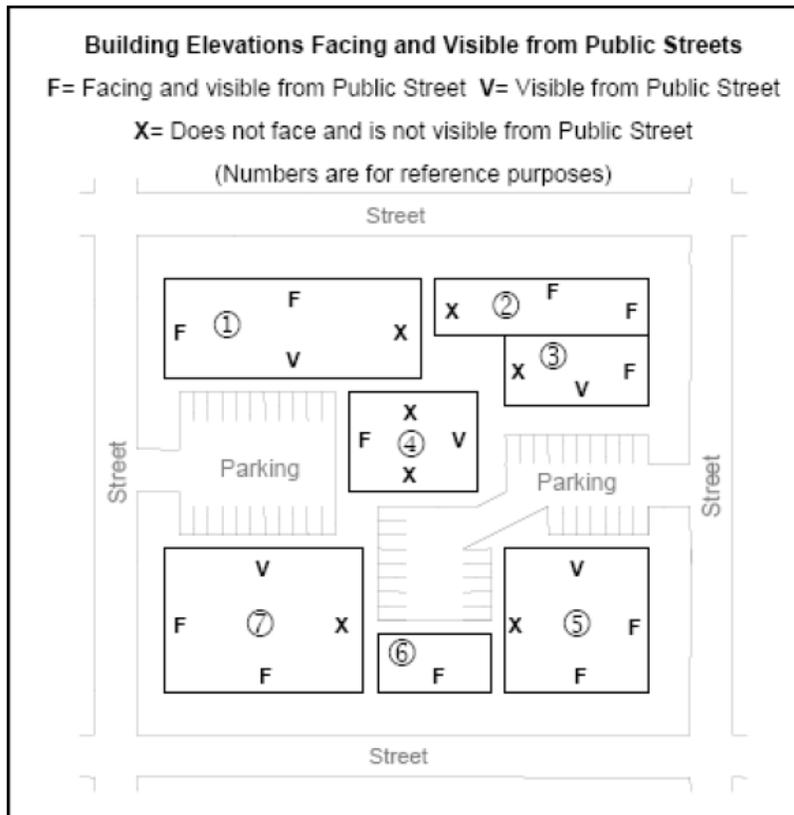 Building Elevations Facing and Visible from Public Streets
F= Facing and visible from Public Street V= Visible from Public Street
X= Does not face and is not visible from Public Street
(Numbers are for reference purposes)
Street
F
①
F
X
V
X
②
F
F
X
③
V
F
X
F
④
V
X
Street
Parking
Parking
Street
V
F
⑦
X
F
⑥
F
V
X
⑤
F
F
Street